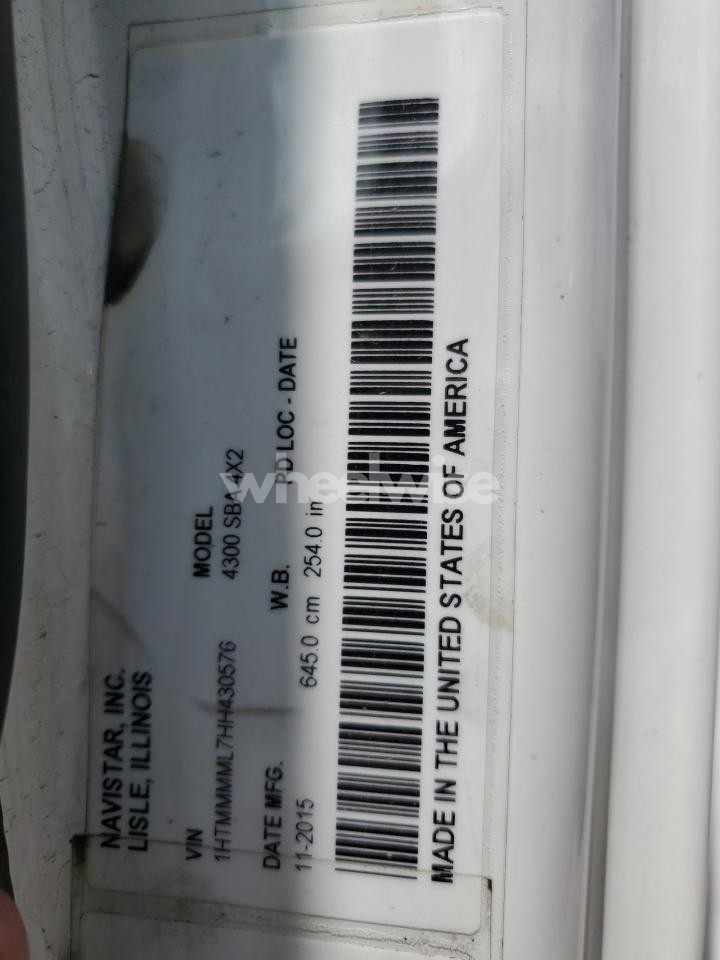 NAVISTAR, INC.
LISLE, ILLINOIS
VIN MODEL
1HTMMMML7HH430576 4300 SBA 4X2
DATE MFG. W.B. PD LOC - DATE
11-2015 645.0 cm 254.0 in
MADE IN THE UNITED STATES OF AMERICA
wheelwise